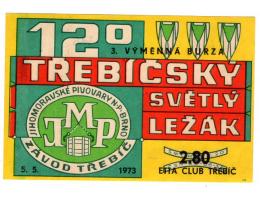 12°
3. VÝMĚNNÁ BURZA
TŘEBÍČSKÝ
SVĚTLÝ
LEŽÁK
JIHOMORAVSKÉ PIVOVARY N.P. BRNO
JMP
ZÁVOD TŘEBÍČ
5. 5. 1973
2.80
ETIA CLUB TŘEBÍČ